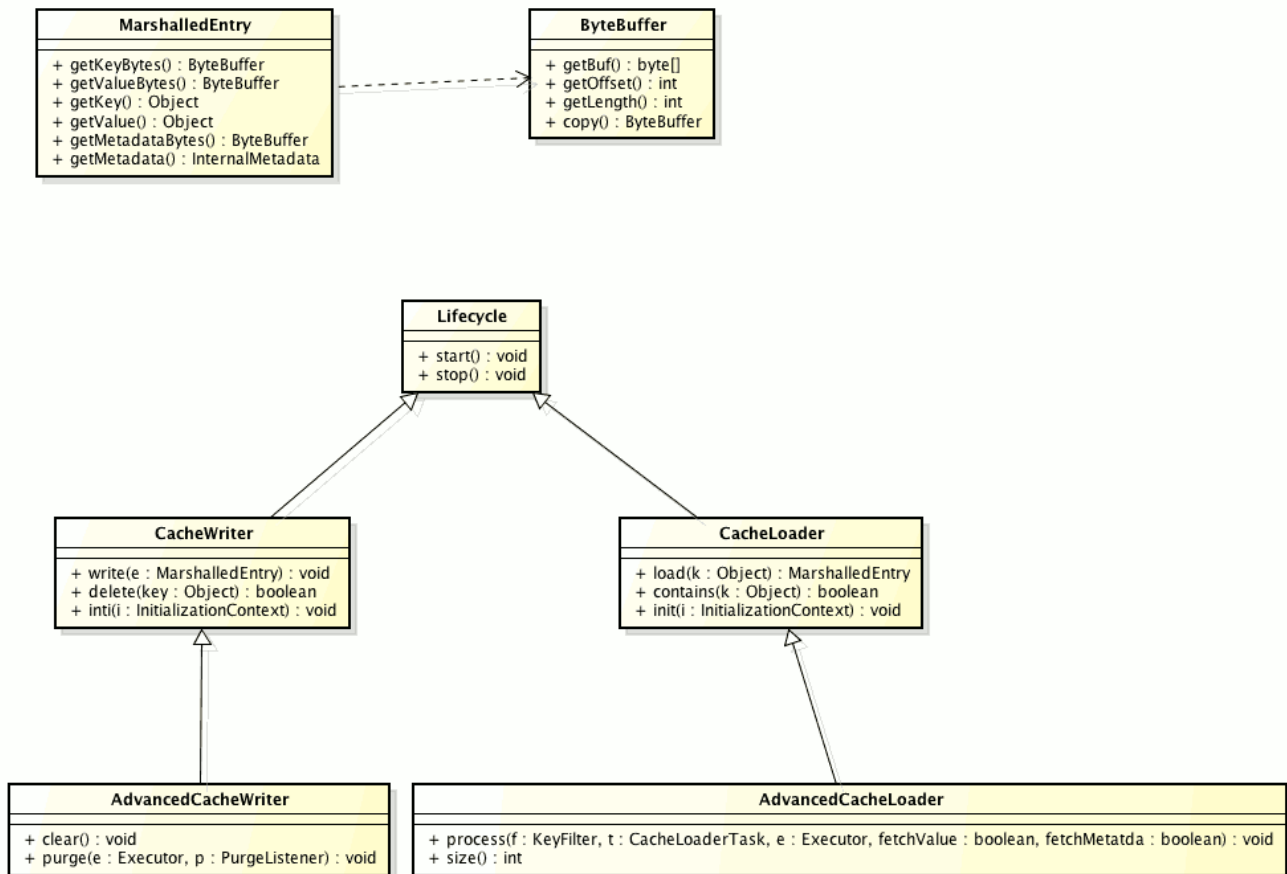 MarshalledEntry
+ getKeyBytes() : ByteBuffer
+ getValueBytes() : ByteBuffer
+ getKey() : Object
+ getValue() : Object
+ getMetadataBytes() : ByteBuffer
+ getMetadata() : InternalMetadata
ByteBuffer
+ getBuf() : byte[]
+ getOffset() : int
+ getLength() : int
+ copy() : ByteBuffer
Lifecycle
+ start() : void
+ stop() : void
CacheWriter
+ write(e : MarshalledEntry) : void
+ delete(key : Object) : boolean
+ inti(i : InitializationContext) : void
CacheLoader
+ load(k : Object) : MarshalledEntry
+ contains(k : Object) : boolean
+ init(i : InitializationContext) : void
AdvancedCacheWriter
+ clear() : void
+ purge(e : Executor, p : PurgeListener) : void
AdvancedCacheLoader
+ process(f : KeyFilter, t : CacheLoaderTask, e : Executor, fetchValue : boolean, fetchMetatda : boolean) : void
+ size() : int